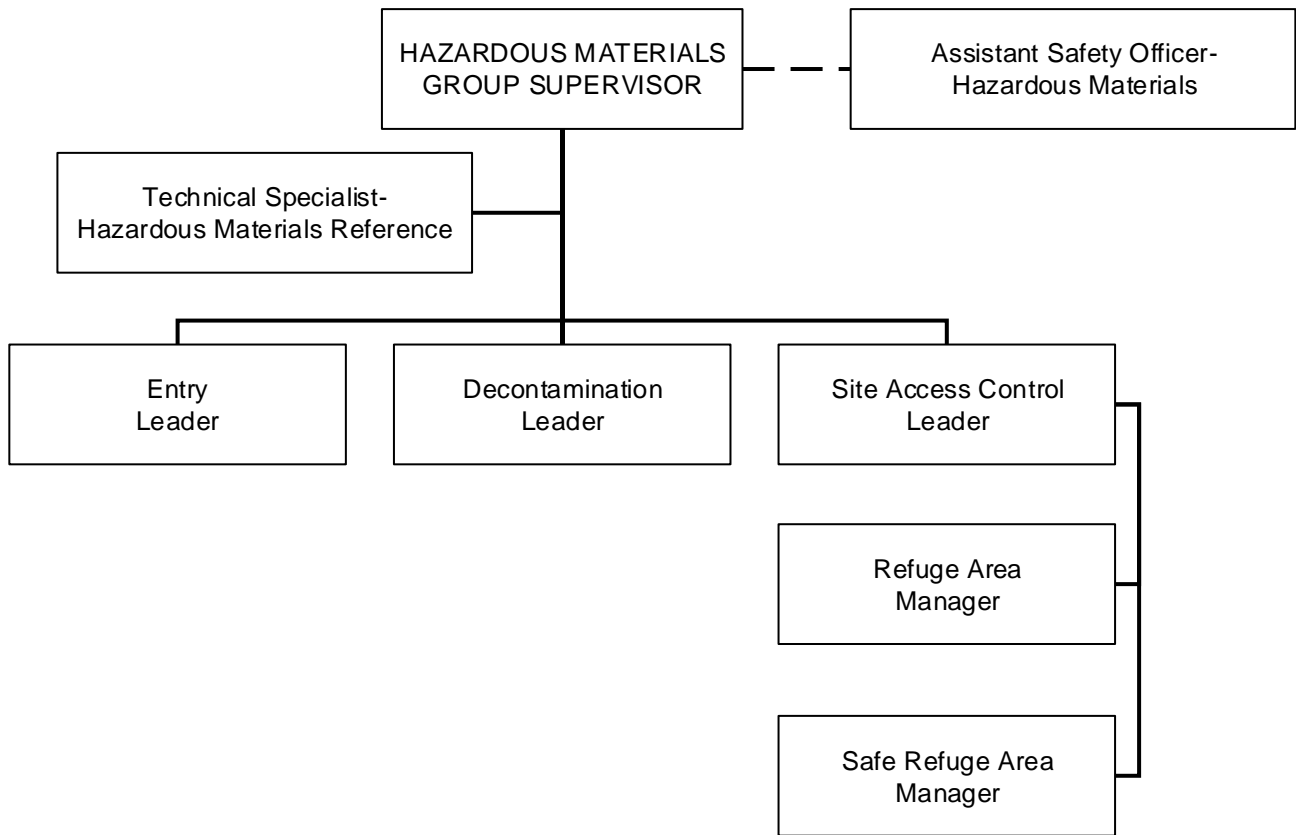 HAZARDOUS MATERIALS
GROUP SUPERVISOR
Assistant Safety Officer-
Hazardous Materials
Technical Specialist-
Hazardous Materials Reference
Entry
Leader
Decontamination
Leader
Site Access Control
Leader
Refuge Area
Manager
Safe Refuge Area
Manager